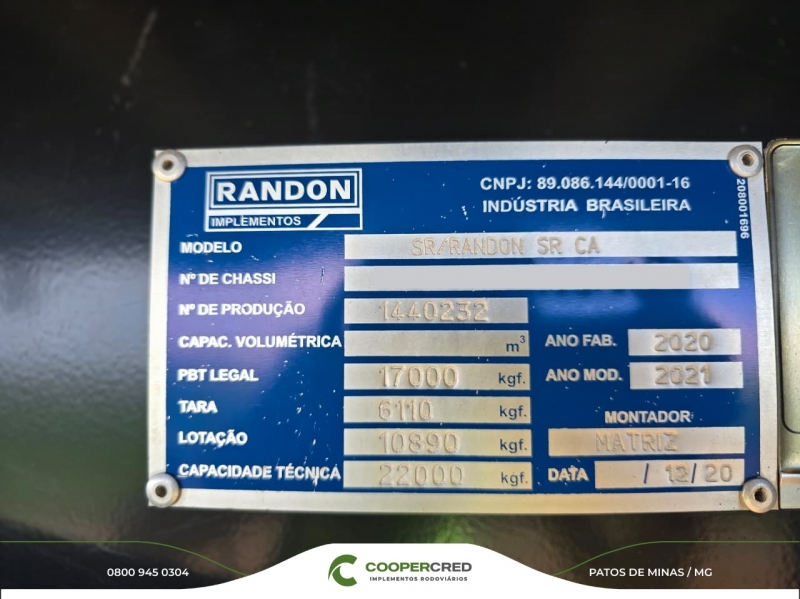 RANDON
IMPLEMENTOS
CNPJ: 89.086.144/0001-16
INDÚSTRIA BRASILEIRA
208001696
MODELO SR/RANDON SR CA
Nº DE CHASSI
Nº DE PRODUÇÃO 1440232
CAPAC. VOLUMÉTRICA m³ ANO FAB. 2020
PBT LEGAL 17000 kgf. ANO MOD. 2021
TARA 6110 kgf.
MONTADOR
LOTAÇÃO 10890 kgf. MATRIZ
CAPACIDADE TÉCNICA 22000 kgf. DATA / 12/20
0800 945 0304
COOPERCRED
IMPLEMENTOS RODOVIÁRIOS
PATOS DE MINAS / MG